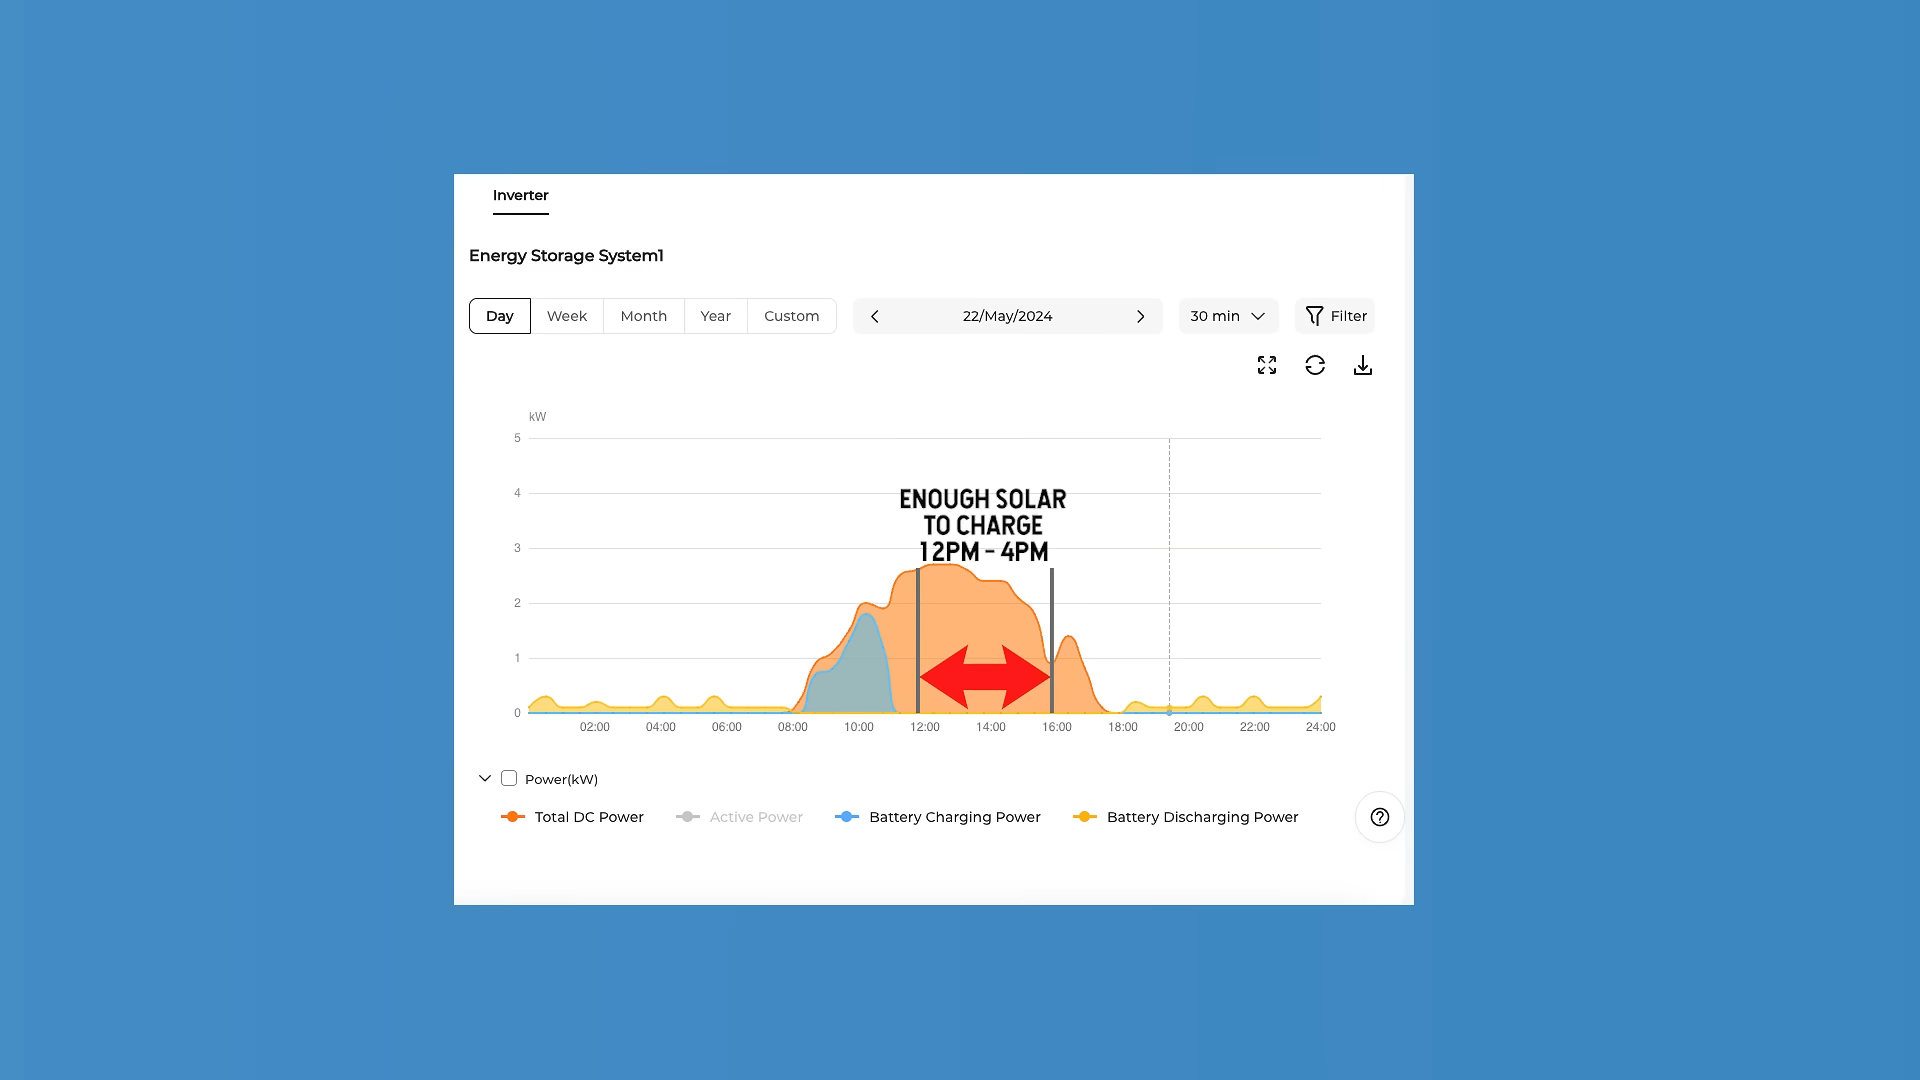 Inverter
Energy Storage System1
Day Week Month Year Custom 22/May/2024 30 min Filter
kW
5
4
3
2
1
0
ENOUGH SOLAR
TO CHARGE
12PM - 4PM
02:00 04:00 06:00 08:00 10:00 12:00 14:00 16:00 18:00 20:00 22:00 24:00
Power(kW)
Total DC Power Active Power Battery Charging Power Battery Discharging Power